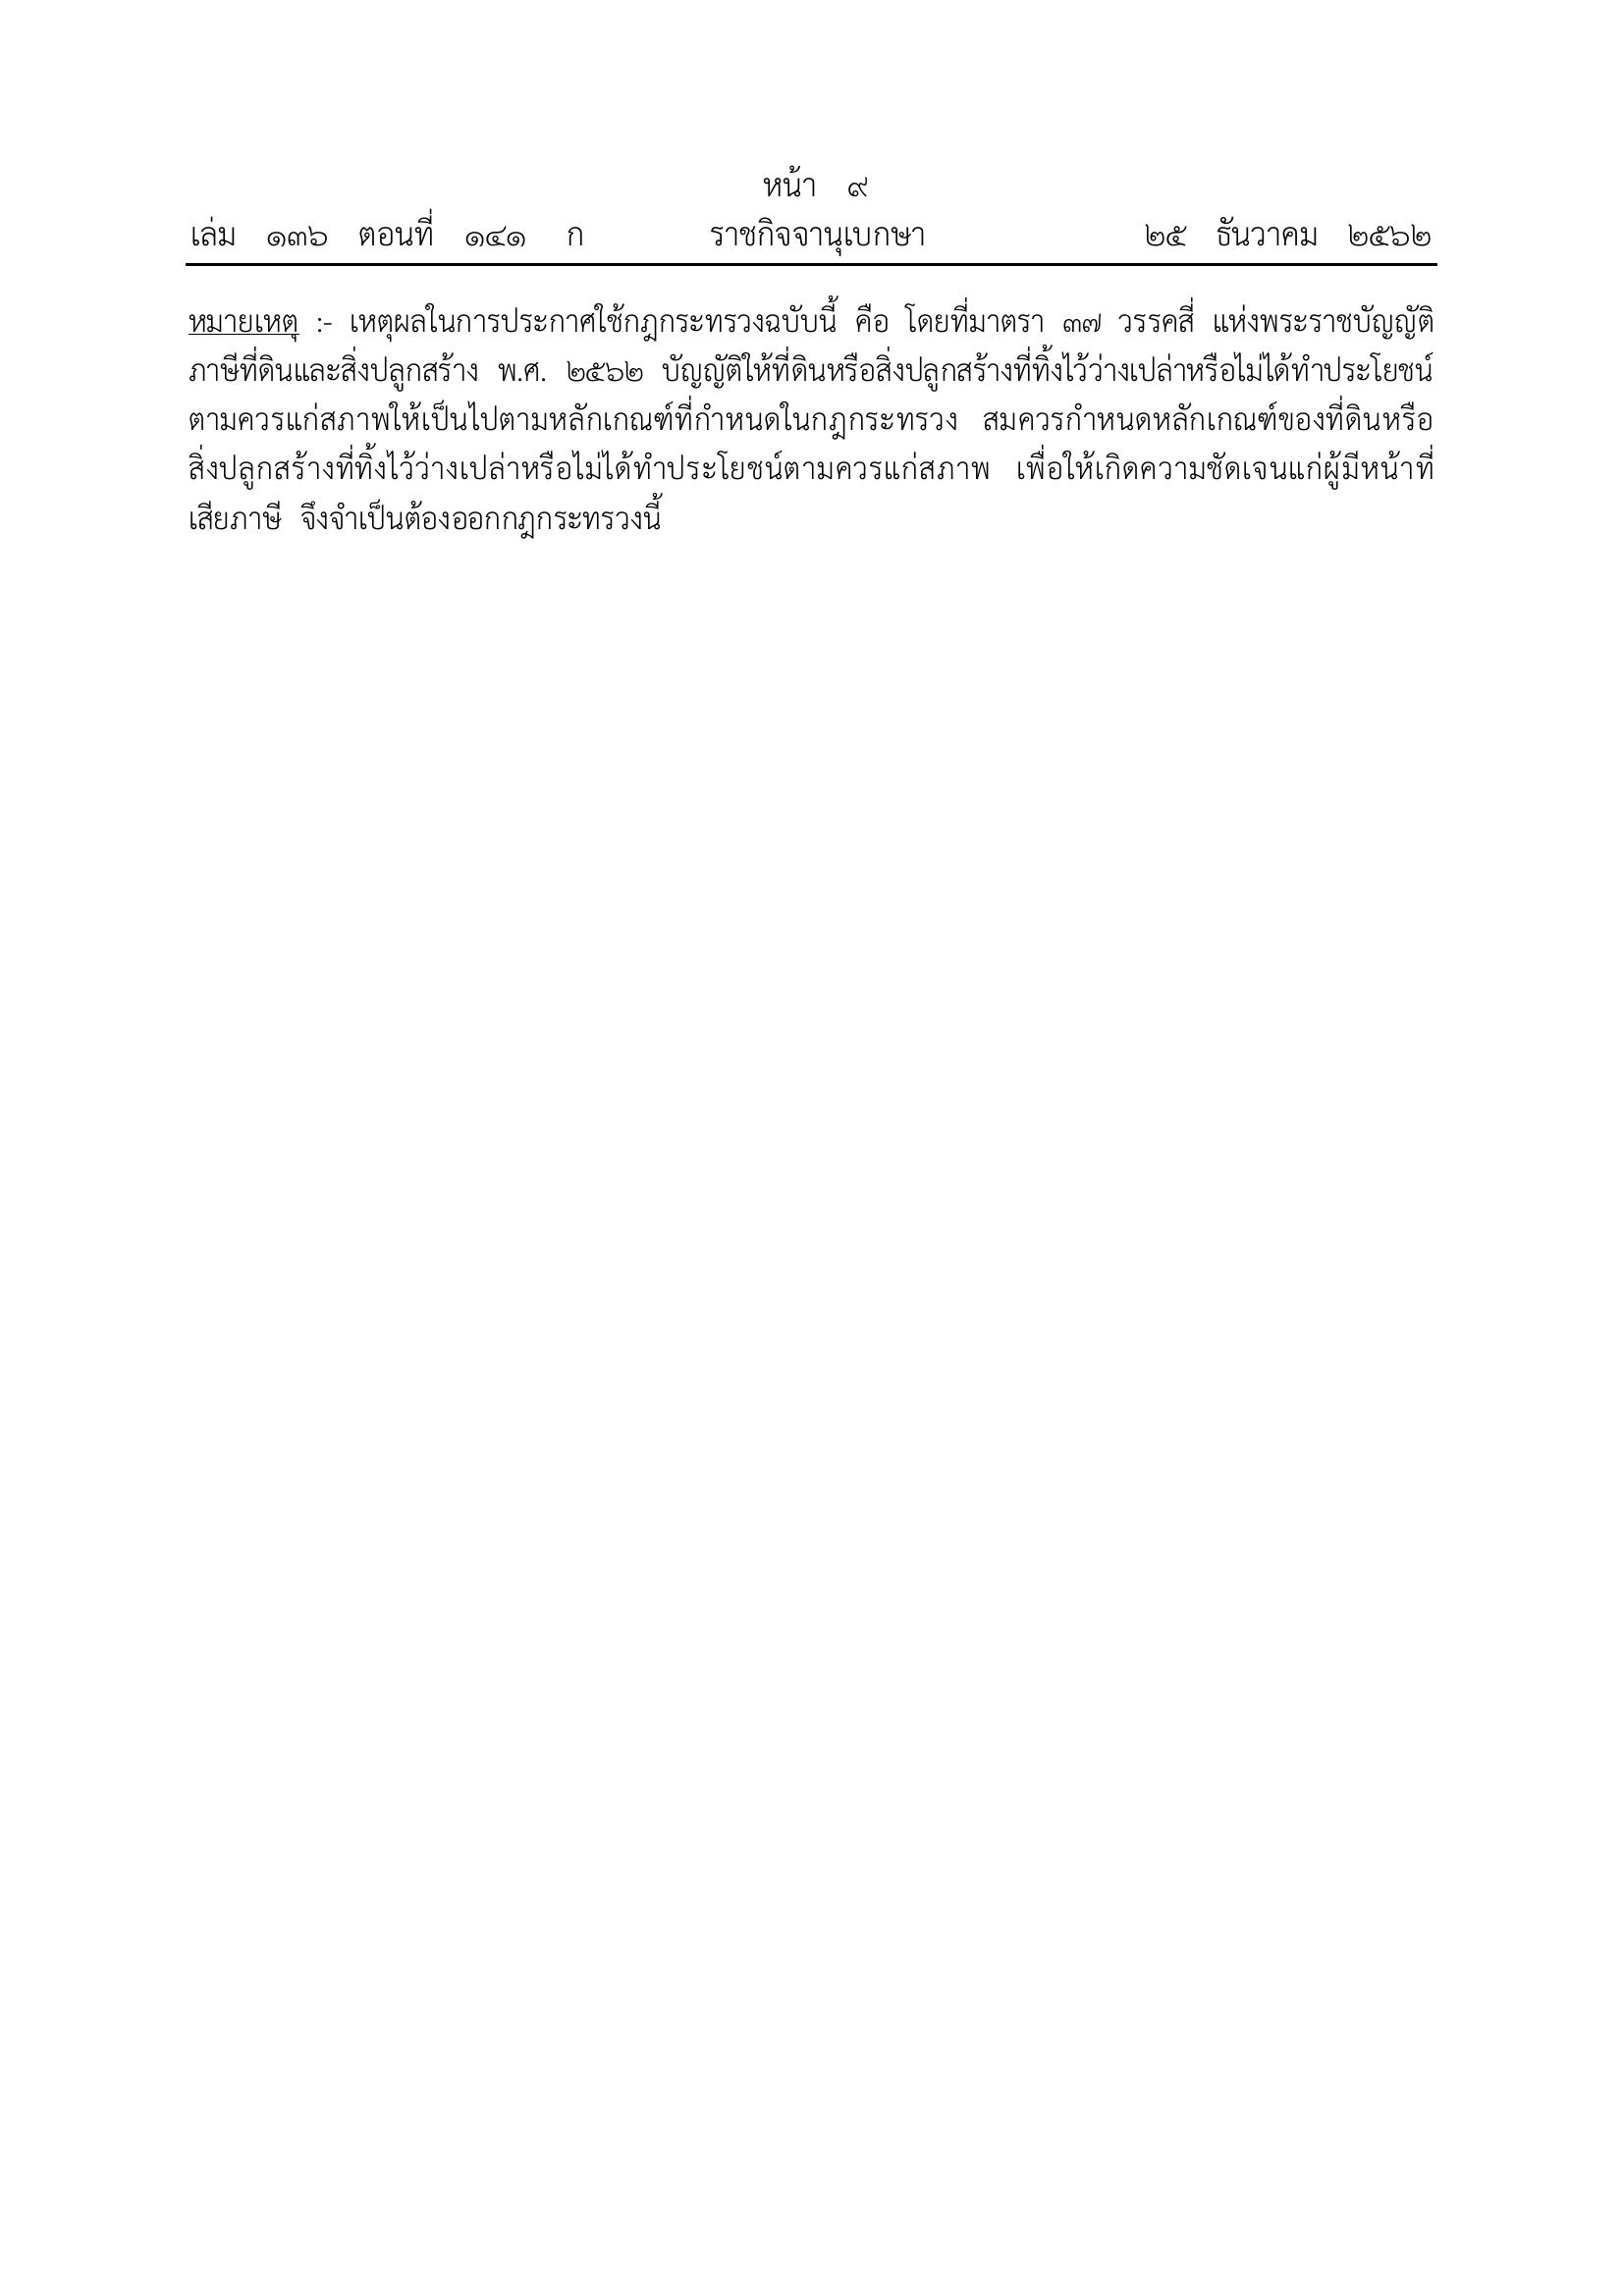 หน้า ๙
เล่ม ๑๓๖ ตอนที่ ๑๔๑ ก ราชกิจจานุเบกษา ๒๕ ธันวาคม ๒๕๖๒
หมายเหตุ :- เหตุผลในการประกาศใช้กฎกระทรวงฉบับนี้ คือ โดยที่มาตรา ๓๗ วรรคสี่ แห่งพระราชบัญญัติ
ภาษีที่ดินและสิ่งปลูกสร้าง พ.ศ. ๒๕๖๒ บัญญัติให้ที่ดินหรือสิ่งปลูกสร้างที่ทิ้งไว้ว่างเปล่าหรือไม่ได้ทำประโยชน์
ตามควรแก่สภาพให้เป็นไปตามหลักเกณฑ์ที่กำหนดในกฎกระทรวง สมควรกำหนดหลักเกณฑ์ของที่ดินหรือ
สิ่งปลูกสร้างที่ทิ้งไว้ว่างเปล่าหรือไม่ได้ทำประโยชน์ตามควรแก่สภาพ เพื่อให้เกิดความชัดเจนแก่ผู้มีหน้าที่
เสียภาษี จึงจำเป็นต้องออกกฎกระทรวงนี้